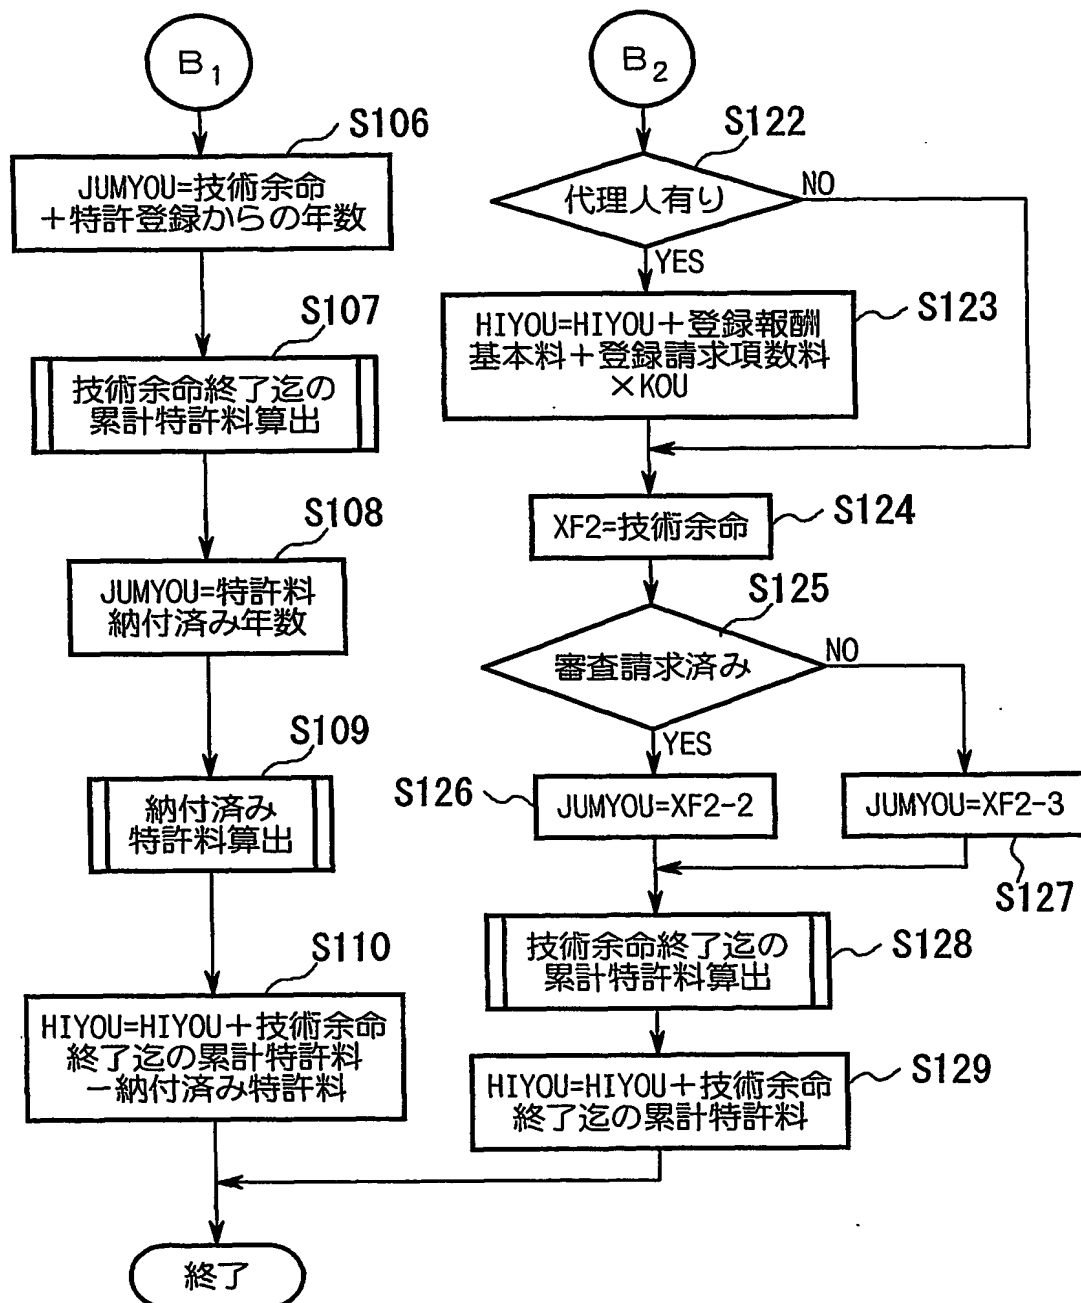 B1
S106
JUMYOU=技術余命
＋特許登録からの年数
S107
技術余命終了迄の
累計特許料算出
S108
JUMYOU=特許料
納付済み年数
S109
納付済み
特許料算出
S110
HIYOU=HIYOU＋技術余命
終了迄の累計特許料
－納付済み特許料
終了
B2
S122
代理人有り
NO
YES
S123
HIYOU=HIYOU＋登録報酬
基本料＋登録請求項数料
×KOU
S124
XF2=技術余命
S125
審査請求済み
NO
YES
S126
JUMYOU=XF2-2
JUMYOU=XF2-3
S127
S128
技術余命終了迄の
累計特許料算出
S129
HIYOU=HIYOU＋技術余命
終了迄の累計特許料